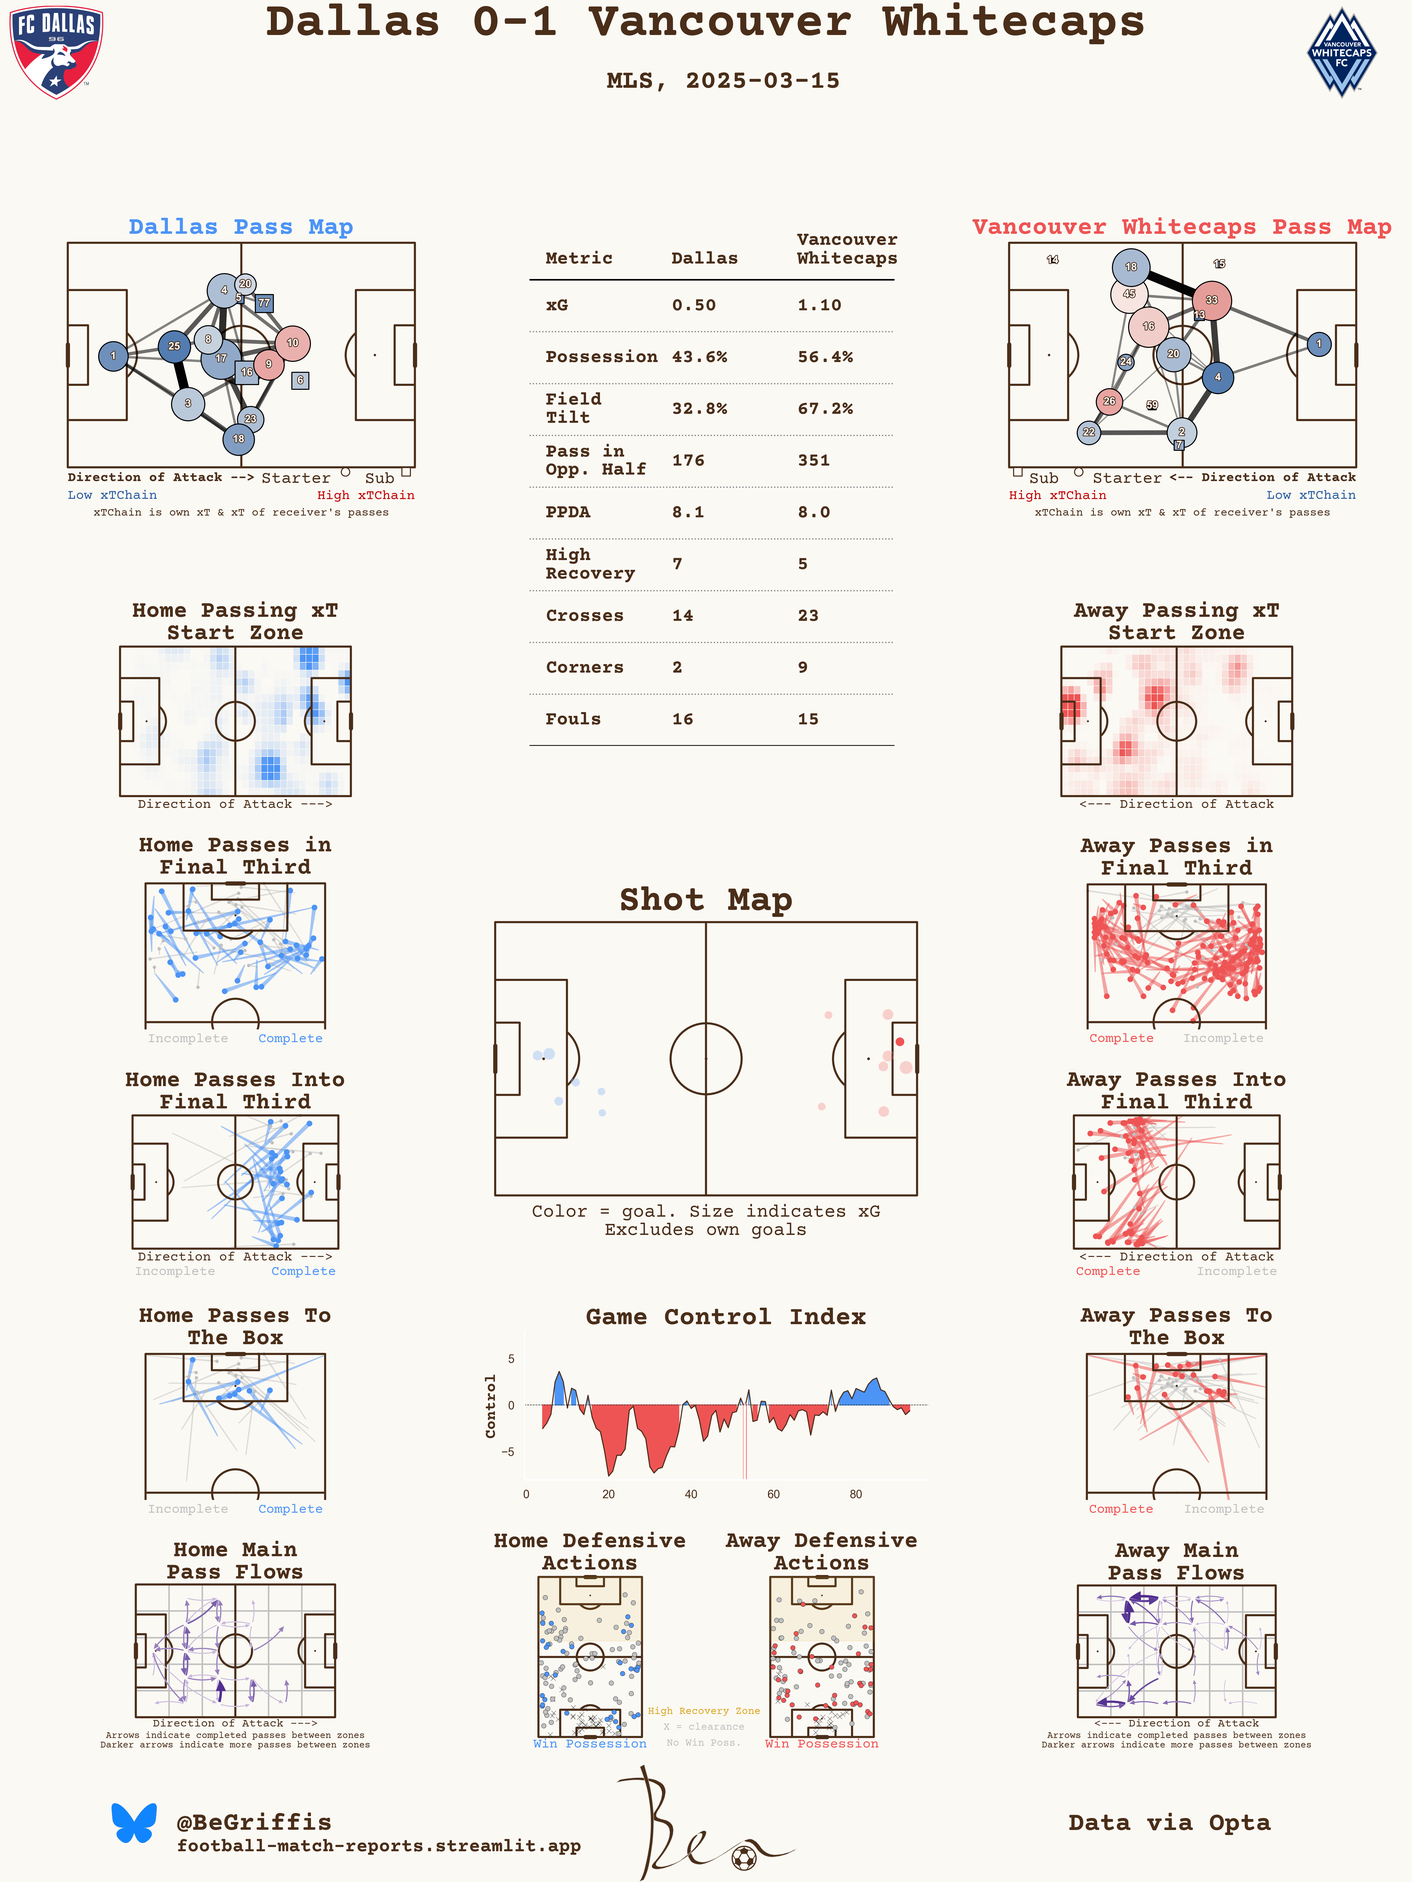 Dallas 0-1 Vancouver Whitecaps
MLS, 2025-03-15
FC DALLAS
96
TM
VANCOUVER
WHITECAPS
FC
Dallas Pass Map
1
25
4
20
5
77
8
17
10
9
16
6
3
23
18
Direction of Attack --> Starter Sub
Low xTChain High xTChain
xTChain is own xT & xT of receiver's passes
Metric Dallas Vancouver Whitecaps
xG 0.50 1.10
Possession 43.6% 56.4%
Field Tilt 32.8% 67.2%
Pass in Opp. Half 176 351
PPDA 8.1 8.0
High Recovery 7 5
Crosses 14 23
Corners 2 9
Fouls 16 15
Vancouver Whitecaps Pass Map
14
18
15
45
33
13
16
20
1
24
4
26
59
22
2
7
Sub Starter <-- Direction of Attack
High xTChain Low xTChain
xTChain is own xT & xT of receiver's passes
Home Passing xT
Start Zone
Direction of Attack --->
Away Passing xT
Start Zone
<--- Direction of Attack
Home Passes in
Final Third
Incomplete Complete
Shot Map
Color = goal. Size indicates xG
Excludes own goals
Away Passes in
Final Third
Complete Incomplete
Home Passes Into
Final Third
Direction of Attack --->
Incomplete Complete
Away Passes Into
Final Third
<--- Direction of Attack
Complete Incomplete
Home Passes To
The Box
Incomplete Complete
Game Control Index
Control
5
0
−5
0 20 40 60 80
Away Passes To
The Box
Complete Incomplete
Home Main
Pass Flows
Direction of Attack --->
Arrows indicate completed passes between zones
Darker arrows indicate more passes between zones
Home Defensive
Actions
Win Possession
High Recovery Zone
X = clearance
No Win Poss.
Away Defensive
Actions
Win Possession
Away Main
Pass Flows
<--- Direction of Attack
Arrows indicate completed passes between zones
Darker arrows indicate more passes between zones
@BeGriffis
football-match-reports.streamlit.app
Ben
Data via Opta